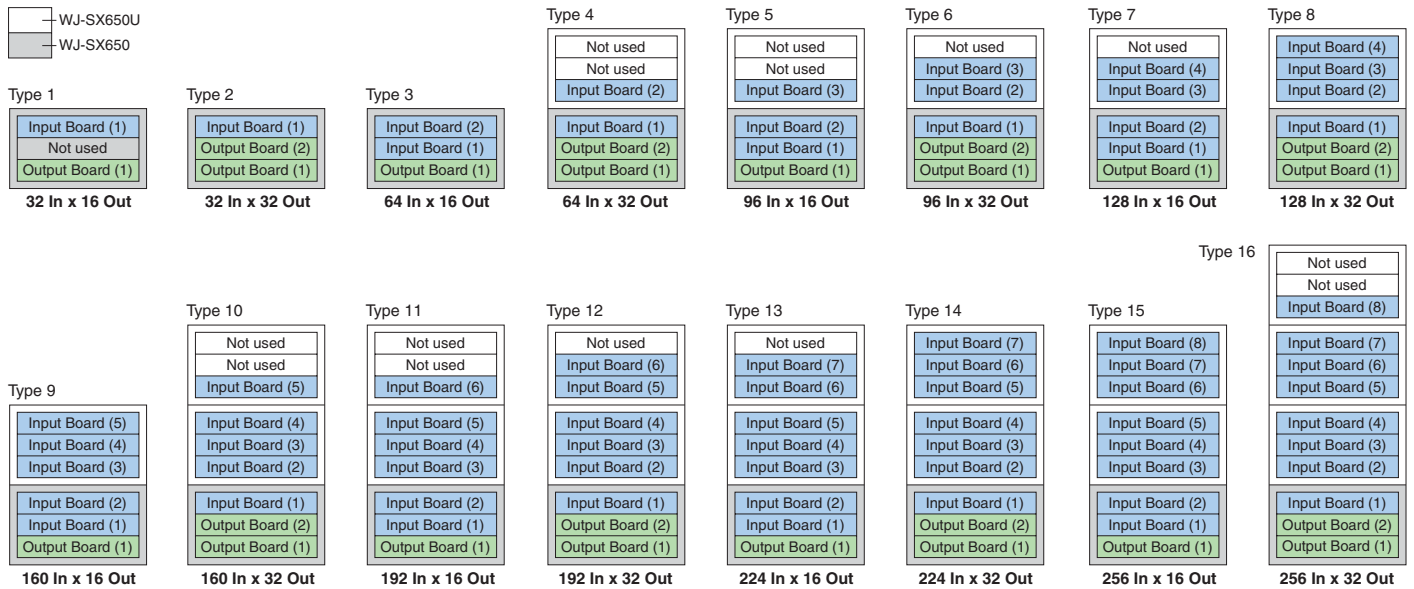 WJ-SX650U
WJ-SX650
Type 1
Input Board (1)
Not used
Output Board (1)
32 In x 16 Out
Type 2
Input Board (1)
Output Board (2)
Output Board (1)
32 In x 32 Out
Type 3
Input Board (2)
Input Board (1)
Output Board (1)
64 In x 16 Out
Type 4
Not used
Not used
Input Board (2)
Input Board (1)
Output Board (2)
Output Board (1)
64 In x 32 Out
Type 5
Not used
Not used
Input Board (3)
Input Board (2)
Input Board (1)
Output Board (1)
96 In x 16 Out
Type 6
Not used
Input Board (3)
Input Board (2)
Input Board (1)
Output Board (2)
Output Board (1)
96 In x 32 Out
Type 7
Not used
Input Board (4)
Input Board (3)
Input Board (2)
Input Board (1)
Output Board (1)
128 In x 16 Out
Type 8
Input Board (4)
Input Board (3)
Input Board (2)
Input Board (1)
Output Board (2)
Output Board (1)
128 In x 32 Out
Type 9
Input Board (5)
Input Board (4)
Input Board (3)
Input Board (2)
Input Board (1)
Output Board (1)
160 In x 16 Out
Type 10
Not used
Not used
Input Board (5)
Input Board (4)
Input Board (3)
Input Board (2)
Input Board (1)
Output Board (2)
Output Board (1)
160 In x 32 Out
Type 11
Not used
Not used
Input Board (6)
Input Board (5)
Input Board (4)
Input Board (3)
Input Board (2)
Input Board (1)
Output Board (1)
192 In x 16 Out
Type 12
Not used
Input Board (6)
Input Board (5)
Input Board (4)
Input Board (3)
Input Board (2)
Input Board (1)
Output Board (2)
Output Board (1)
192 In x 32 Out
Type 13
Not used
Input Board (7)
Input Board (6)
Input Board (5)
Input Board (4)
Input Board (3)
Input Board (2)
Input Board (1)
Output Board (1)
224 In x 16 Out
Type 14
Input Board (7)
Input Board (6)
Input Board (5)
Input Board (4)
Input Board (3)
Input Board (2)
Input Board (1)
Output Board (2)
Output Board (1)
224 In x 32 Out
Type 15
Input Board (8)
Input Board (7)
Input Board (6)
Input Board (5)
Input Board (4)
Input Board (3)
Input Board (2)
Input Board (1)
Output Board (1)
256 In x 16 Out
Type 16
Not used
Not used
Input Board (8)
Input Board (7)
Input Board (6)
Input Board (5)
Input Board (4)
Input Board (3)
Input Board (2)
Input Board (1)
Output Board (2)
Output Board (1)
256 In x 32 Out